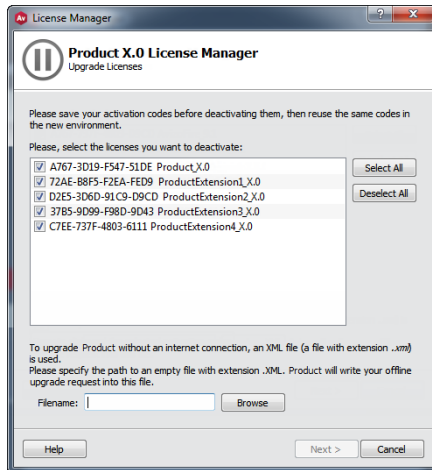 Av License Manager
?
x
Product X.0 License Manager
Upgrade Licenses
Please save your activation codes before deactivating them, then reuse the same codes in
the new environment.
Please, select the licenses you want to deactivate:
A767-3D19-F547-51DE Product_X.0
72AE-B8F5-F2EA-FED9 ProductExtension1_X.0
D2E5-3D6D-91C9-D9CD ProductExtension2_X.0
37B5-9D99-F98D-9D43 ProductExtension3_X.0
C7EE-737F-4803-6111 ProductExtension4_X.0
Select All
Deselect All
To upgrade Product without an internet connection, an XML file (a file with extension .xml)
is used.
Please specify the path to an empty file with extension .XML. Product will write your offline
upgrade request into this file.
Filename:
Browse
Help
Next >
Cancel